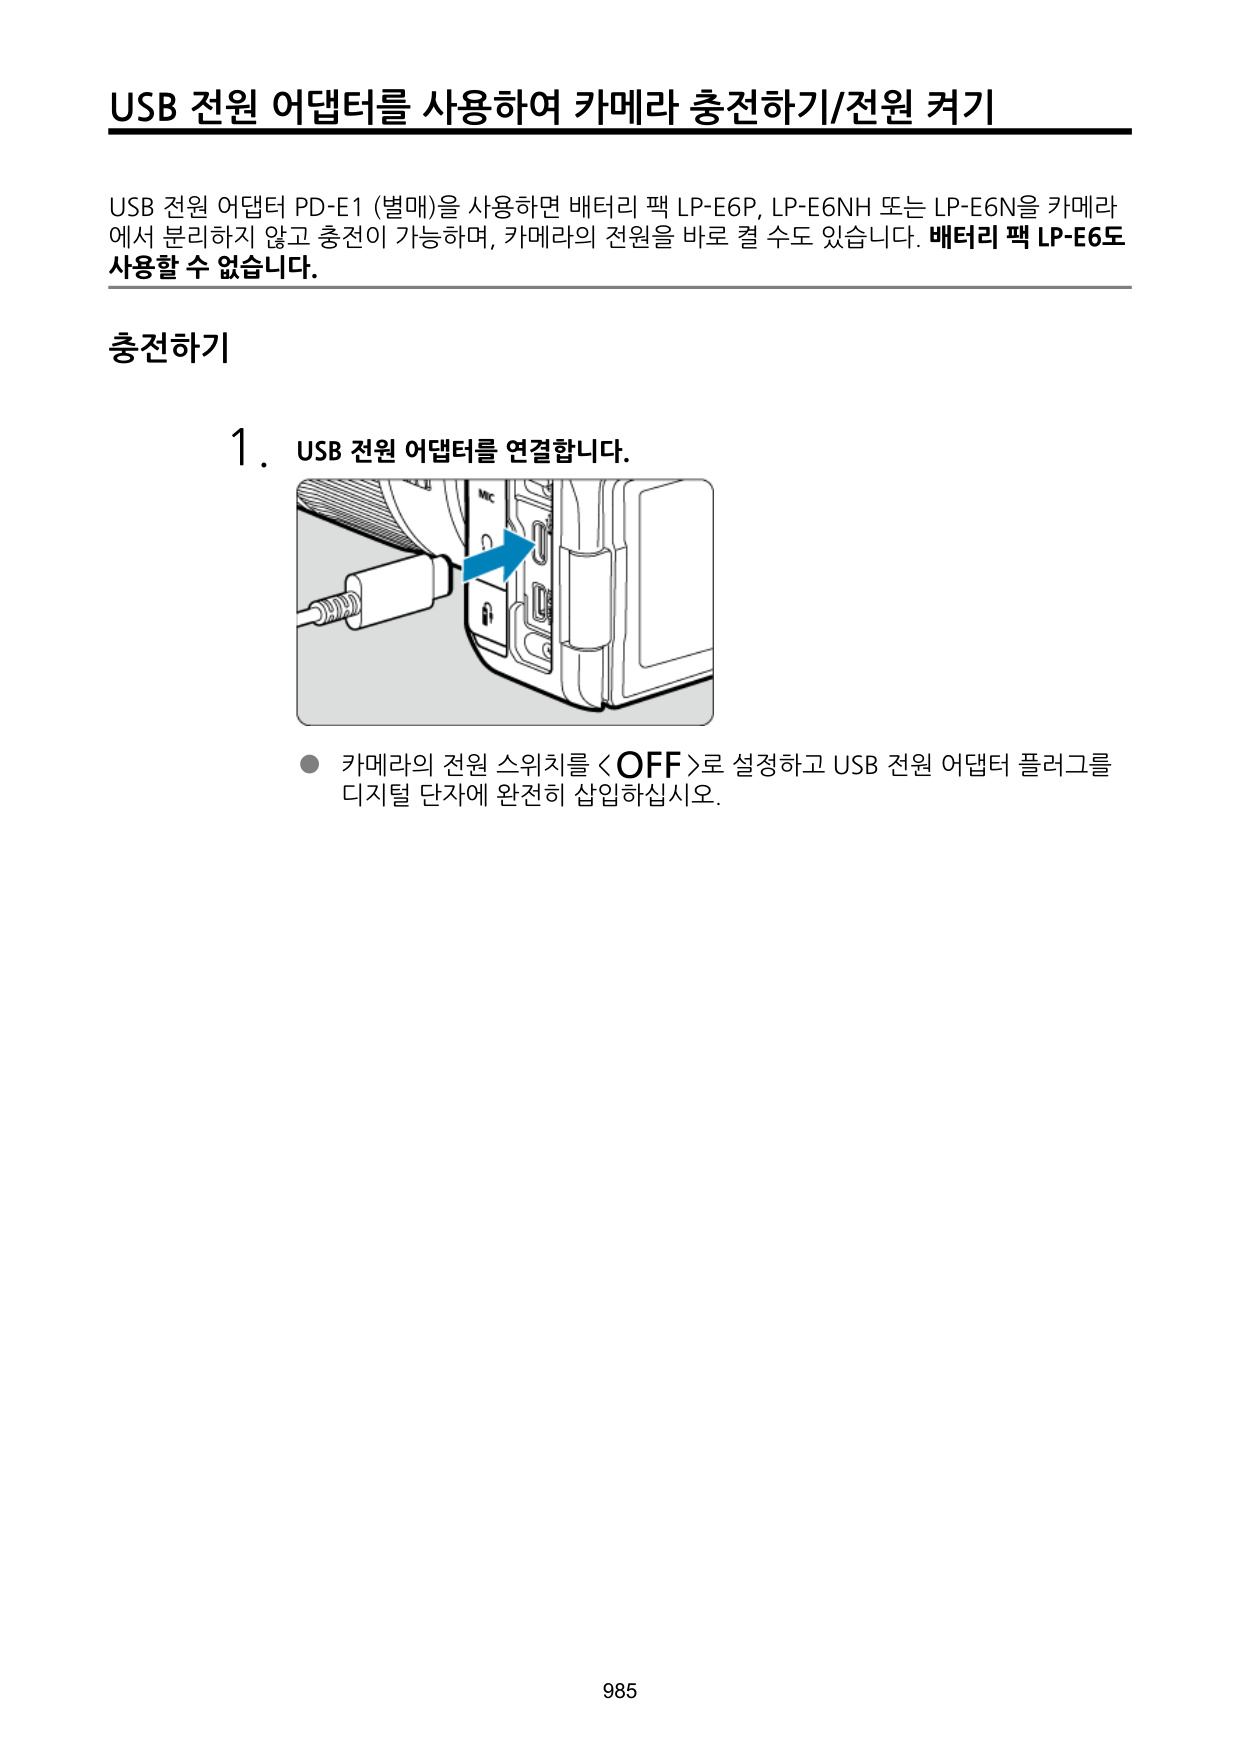 USB 전원 어댑터를 사용하여 카메라 충전하기/전원 켜기
USB 전원 어댑터 PD-E1 (별매)을 사용하면 배터리 팩 LP-E6P, LP-E6NH 또는 LP-E6N을 카메라
에서 분리하지 않고 충전이 가능하며, 카메라의 전원을 바로 켤 수도 있습니다. 배터리 팩 LP-E6도
사용할 수 없습니다.
충전하기
1. USB 전원 어댑터를 연결합니다.
MIC
● 카메라의 전원 스위치를 <OFF>로 설정하고 USB 전원 어댑터 플러그를
디지털 단자에 완전히 삽입하십시오.
985